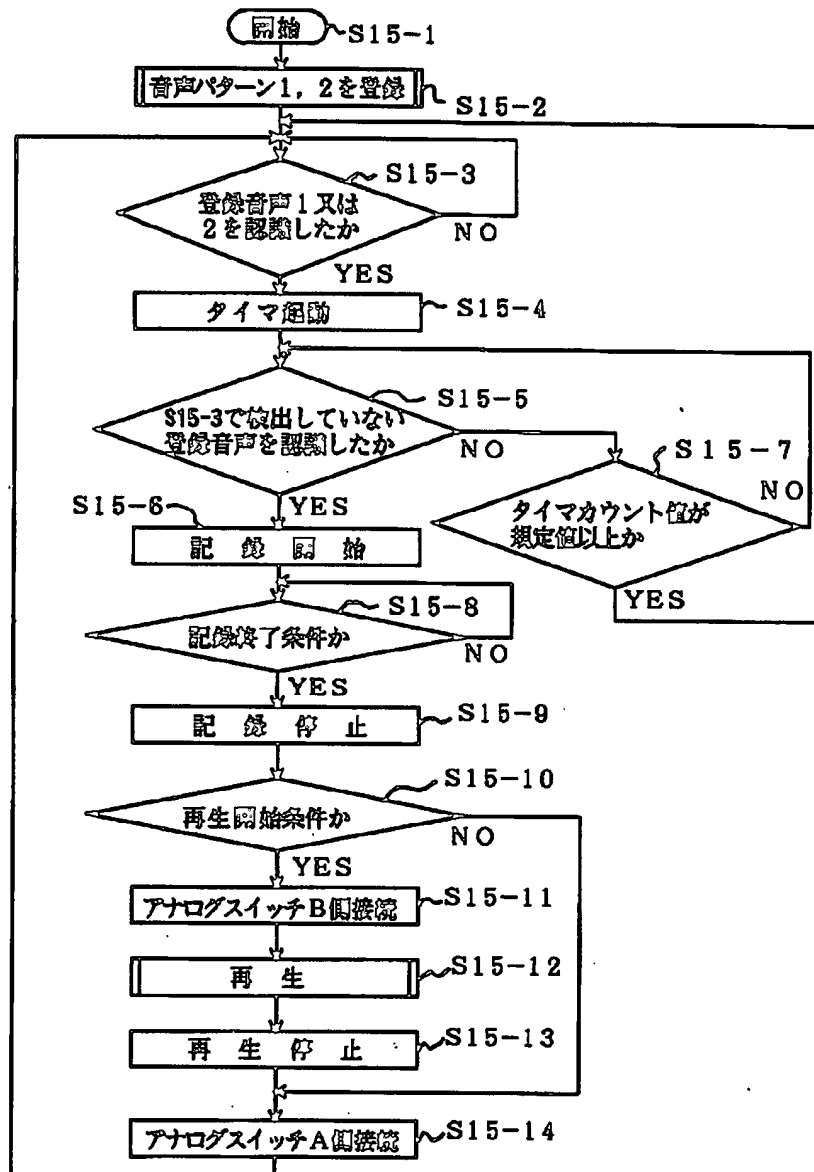 開始
S15-1
音声パターン1，2を登録
S15-2
S15-3
登録音声1又は
2を認識したか
NO
YES
タイマ起動
S15-4
S15-5
S15-3で検出していない
登録音声を認識したか
NO
YES
S15-7
タイマカウント値が
規定値以上か
NO
YES
S15-6
記録開始
S15-8
記録終了条件か
NO
YES
記録停止
S15-9
S15-10
再生開始条件か
NO
YES
アナログスイッチB側接続
S15-11
再生
S15-12
再生停止
S15-13
アナログスイッチA側接続
S15-14